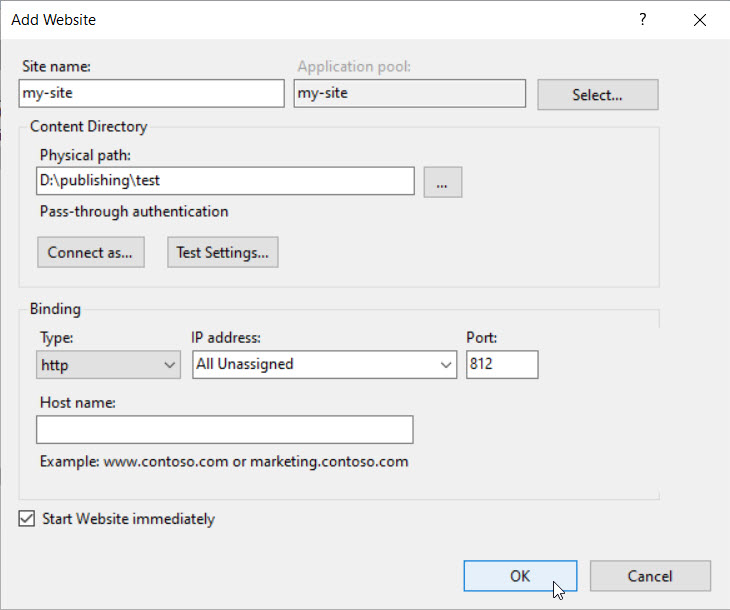 Add Website
?
Site name: Application pool:
my-site my-site Select...
Content Directory
Physical path:
D:\publishing\test ...
Pass-through authentication
Connect as... Test Settings...
Binding
Type: IP address: Port:
http All Unassigned 812
Host name:
Example: www.contoso.com or marketing.contoso.com
Start Website immediately
OK Cancel